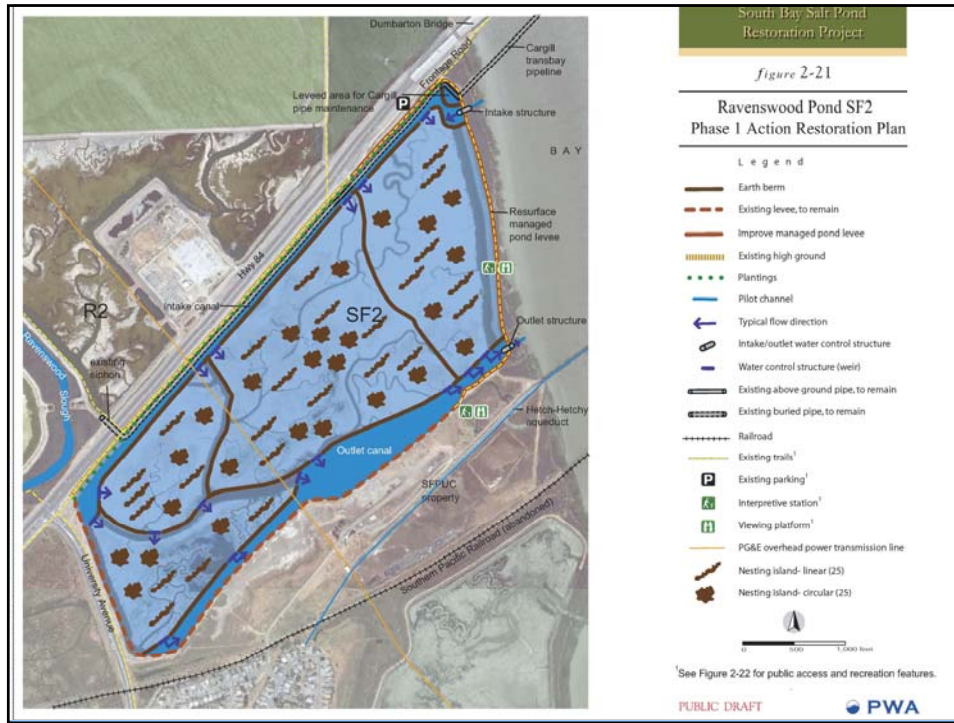 Dumbarton Bridge
Frontage Road
Cargill
transbay
pipeline
Leveed area for Cargill
pipe maintenance
P
Intake structure
B A Y
Resurface
managed
pond levee
Hwy 84
Intake canal
R2
SF2
Ravenswood
Slough
existing
siphon
Outlet structure
Hetch-Hetchy
aqueduct
Outlet canal
SFPUC
property
Southern Pacific Railroad (abandoned)
University Avenue
South Bay Salt Pond
Restoration Project
figure 2-21
Ravenswood Pond SF2
Phase 1 Action Restoration Plan
Legend
Earth berm
Existing levee, to remain
Improve managed pond levee
Existing high ground
Plantings
Pilot channel
Typical flow direction
Intake/outlet water control structure
Water control structure (weir)
Existing above ground pipe, to remain
Existing buried pipe, to remain
Railroad
Existing trails¹
P Existing parking¹
Interpretive station¹
Viewing platform¹
PG&E overhead power transmission line
Nesting island- linear (25)
Nesting island- circular (25)
0 500 1,000 feet
¹See Figure 2-22 for public access and recreation features.
PUBLIC DRAFT PWA